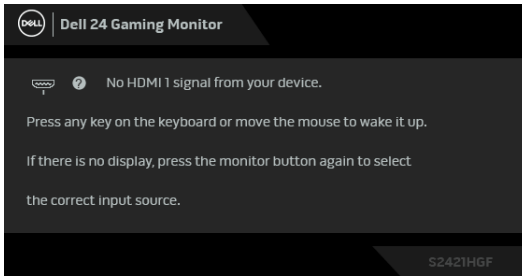 DELL
Dell 24 Gaming Monitor
? No HDMI 1 signal from your device.
Press any key on the keyboard or move the mouse to wake it up.
If there is no display, press the monitor button again to select
the correct input source.
S2421HGF